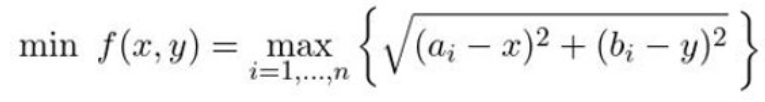 min f(x, y) = max_{i=1,...,n} { √((a_i − x)² + (b_i − y)²) }